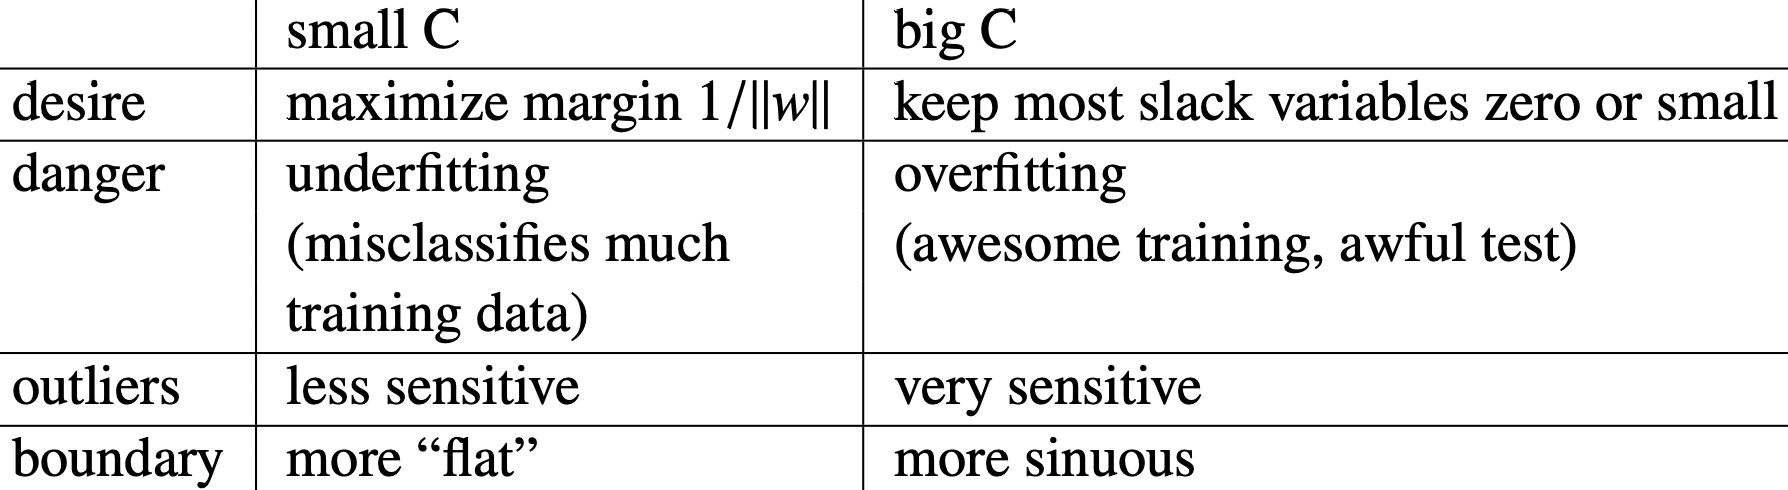 small C big C
desire maximize margin 1/||w|| keep most slack variables zero or small
danger underfitting overfitting
(misclassifies much (awesome training, awful test)
training data)
outliers less sensitive very sensitive
boundary more “flat” more sinuous